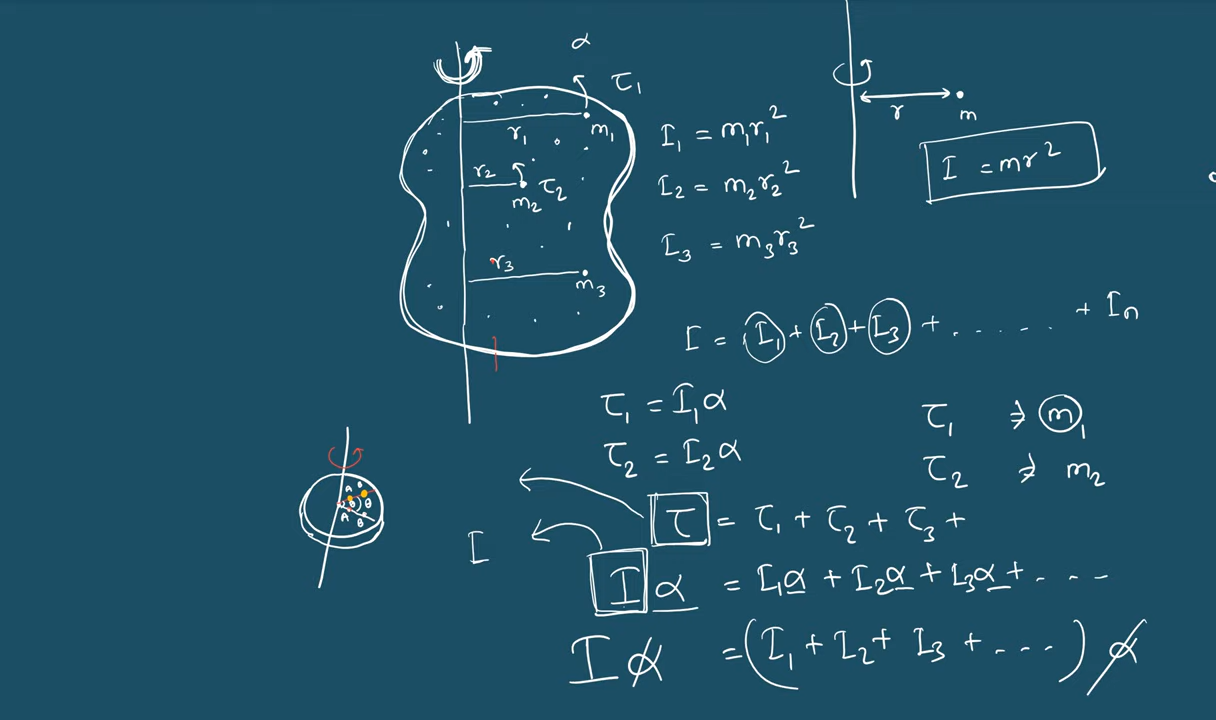 α
τ₁
r₁
m₁
r₂
τ₂
m₂
r₃
m₃
I₁ = m₁r₁²
I₂ = m₂r₂²
I₃ = m₃r₃²
r
m
I = mr²
I = I₁ + I₂ + I₃ + ...... + Iₙ
τ₁ = I₁α
τ₂ = I₂α
τ₁ ⇒ m₁
τ₂ ⇒ m₂
τ = τ₁ + τ₂ + τ₃ +
I
Iα = I₁α + I₂α + I₃α + ....
Iα = (I₁ + I₂ + I₃ + ....) α
A B
θ θ
A B